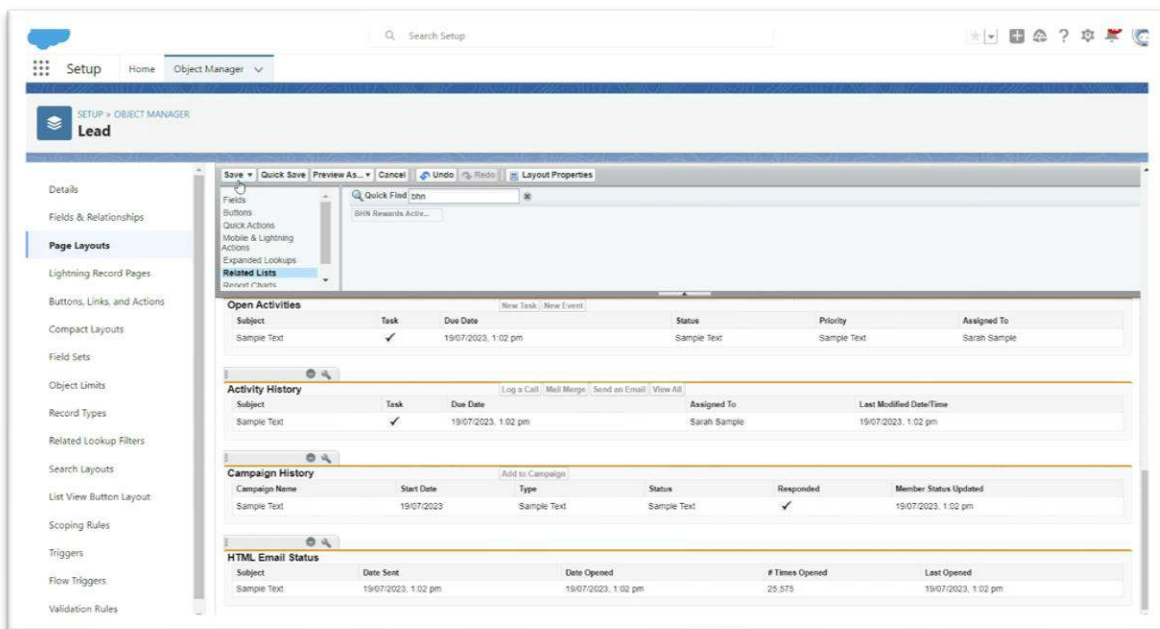 Search Setup
Setup Home Object Manager
SETUP > OBJECT MANAGER
Lead
Details
Fields & Relationships
Page Layouts
Lightning Record Pages
Buttons, Links, and Actions
Compact Layouts
Field Sets
Object Limits
Record Types
Related Lookup Filters
Search Layouts
List View Button Layout
Scoping Rules
Triggers
Flow Triggers
Validation Rules
Save Quick Save Preview As... Cancel Undo Redo Layout Properties
Fields
Buttons
Quick Actions
Mobile & Lightning
Actions
Expanded Lookups
Related Lists
Report Charts
Quick Find bhn
BHN Rewards Activ...
Open Activities New Task New Event
Subject Task Due Date Status Priority Assigned To
Sample Text ✓ 19/07/2023, 1:02 pm Sample Text Sample Text Sarah Sample
Activity History Log a Call Mail Merge Send an Email View All
Subject Task Due Date Assigned To Last Modified Date/Time
Sample Text ✓ 19/07/2023, 1:02 pm Sarah Sample 19/07/2023, 1:02 pm
Campaign History Add to Campaign
Campaign Name Start Date Type Status Responded Member Status Updated
Sample Text 19/07/2023 Sample Text Sample Text ✓ 19/07/2023, 1:02 pm
HTML Email Status
Subject Date Sent Date Opened # Times Opened Last Opened
Sample Text 19/07/2023, 1:02 pm 19/07/2023, 1:02 pm 25,575 19/07/2023, 1:02 pm